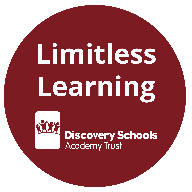 Limitless
Learning
Discovery Schools
Academy Trust